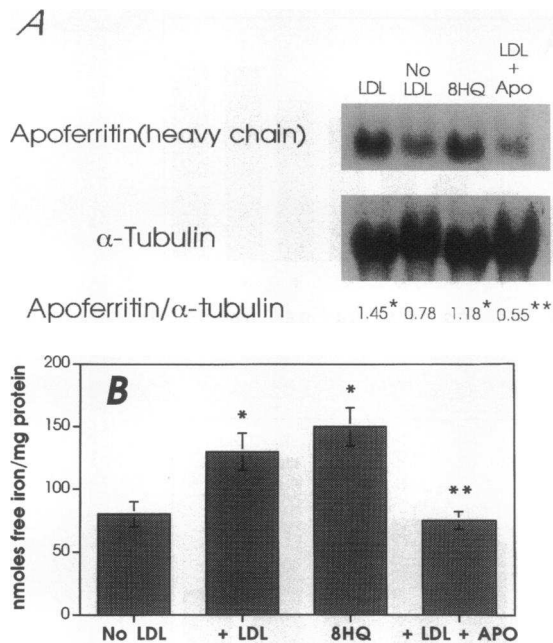 A
LDL
No
LDL
8HQ
LDL
+
Apo
Apoferritin(heavy chain)
α-Tubulin
Apoferritin/α-tubulin 1.45* 0.78 1.18* 0.55**
B
nmoles free iron/mg protein
200
150
100
50
0
*
*
**
No LDL + LDL 8HQ + LDL + APO